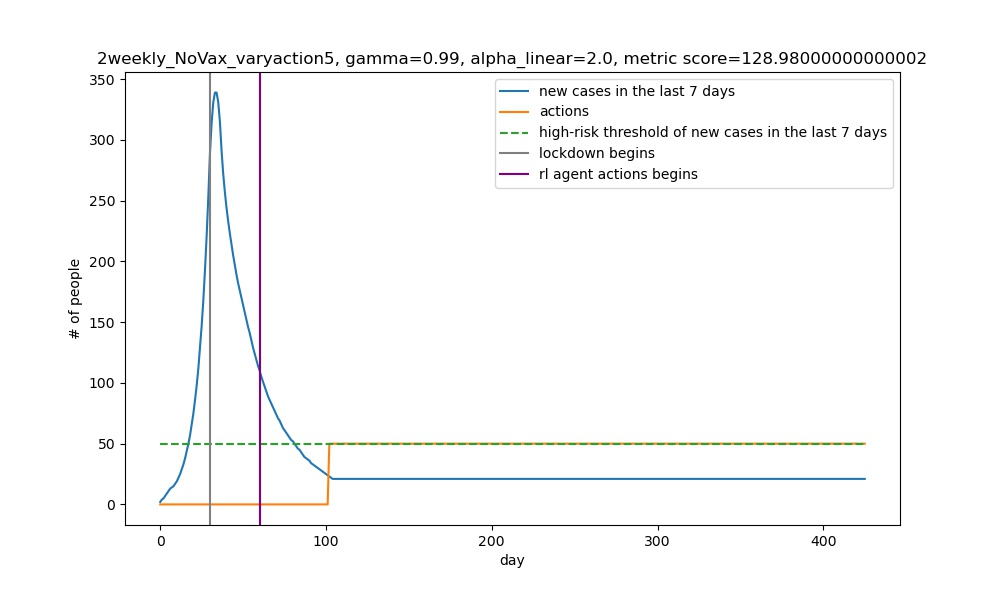 2weekly_NoVax_varyaction5, gamma=0.99, alpha_linear=2.0, metric score=128.98000000000002
new cases in the last 7 days
actions
high-risk threshold of new cases in the last 7 days
lockdown begins
rl agent actions begins
# of people
350
300
250
200
150
100
50
0
0
100
200
300
400
day